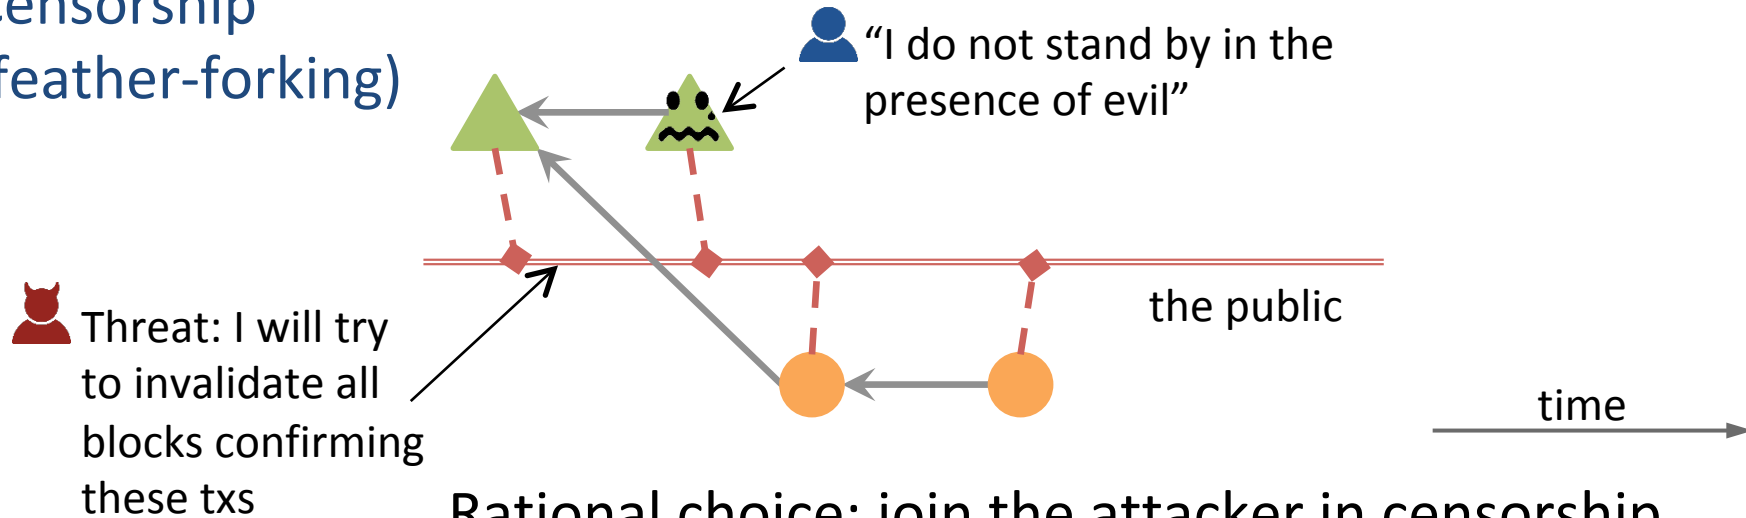 censorship
feather-forking)
“I do not stand by in the
presence of evil”
Threat: I will try
to invalidate all
blocks confirming
these txs
the public
time
Rational choice: join the attacker in censorship